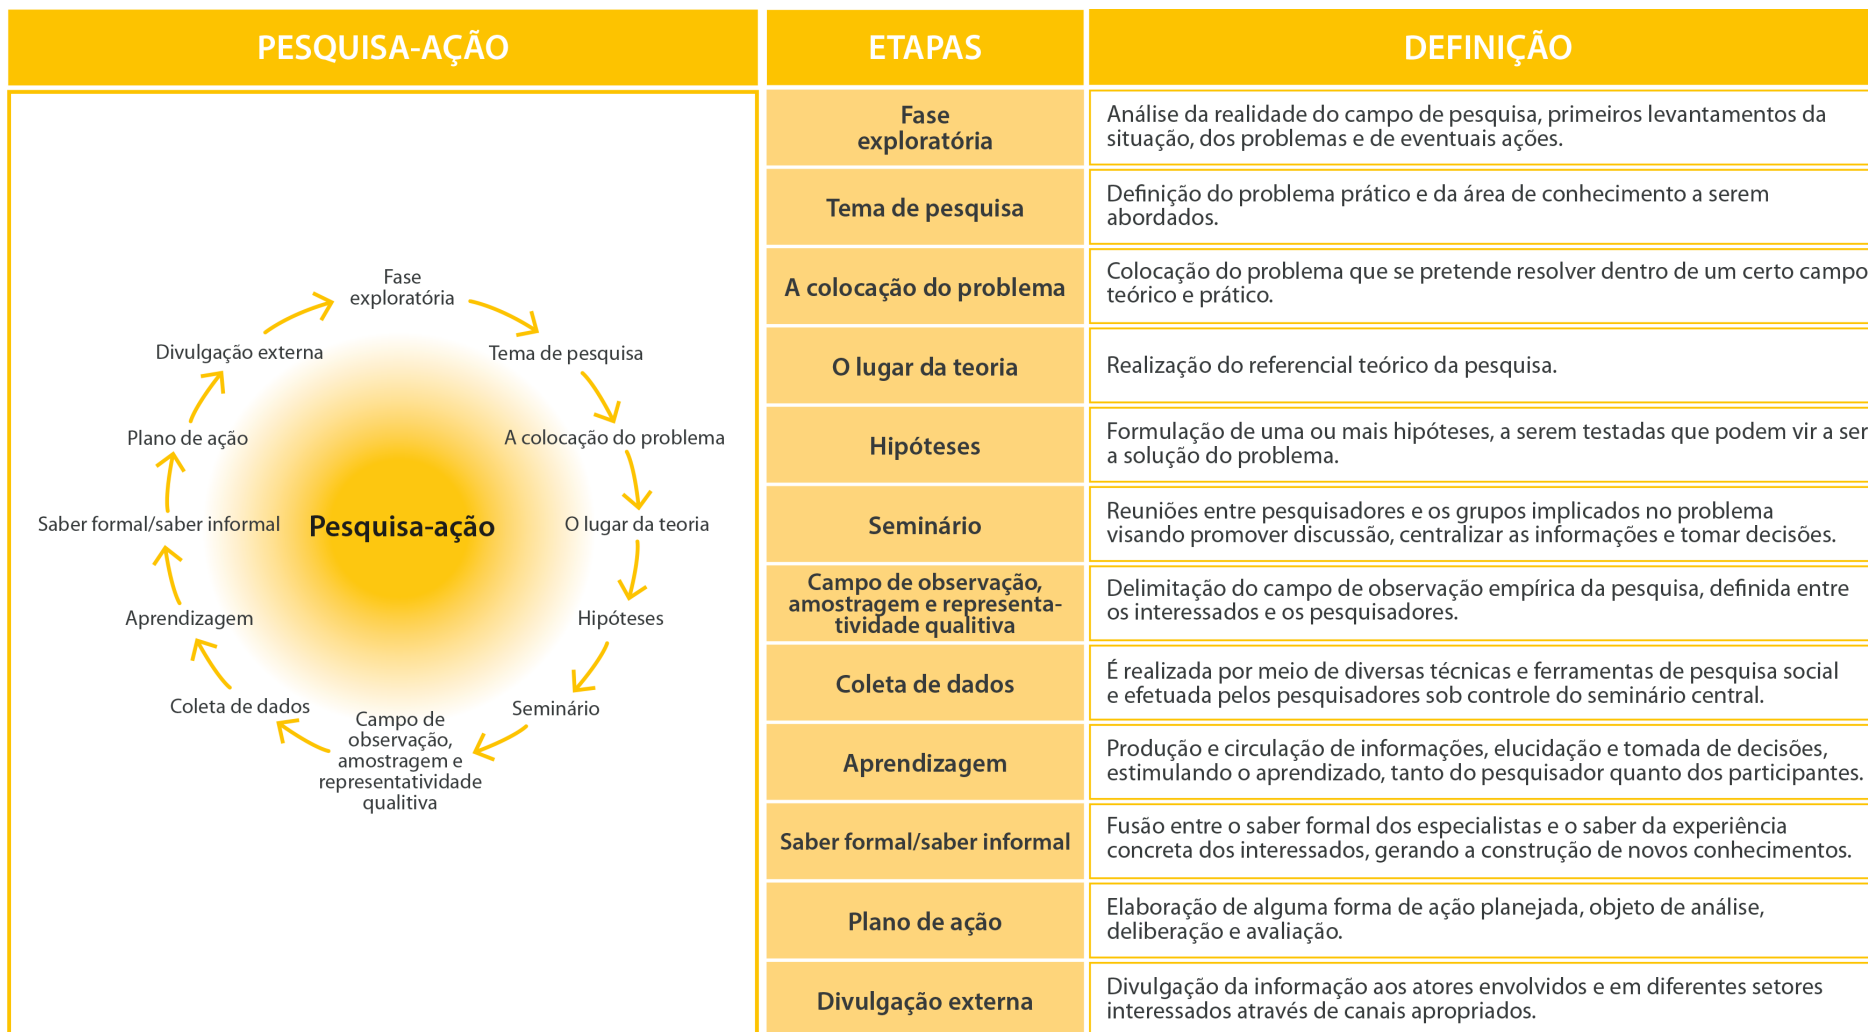 PESQUISA-AÇÃO
Fase
exploratória
Tema de pesquisa
A colocação do problema
O lugar da teoria
Hipóteses
Seminário
Campo de
observação,
amostragem e
representatividade
qualitativa
Coleta de dados
Aprendizagem
Saber formal/saber informal
Plano de ação
Divulgação externa
Pesquisa-ação
ETAPAS
DEFINIÇÃO
Fase
exploratória
Análise da realidade do campo de pesquisa, primeiros levantamentos da
situação, dos problemas e de eventuais ações.
Tema de pesquisa
Definição do problema prático e da área de conhecimento a serem
abordados.
A colocação do problema
Colocação do problema que se pretende resolver dentro de um certo campo
teórico e prático.
O lugar da teoria
Realização do referencial teórico da pesquisa.
Hipóteses
Formulação de uma ou mais hipóteses, a serem testadas que podem vir a ser
a solução do problema.
Seminário
Reuniões entre pesquisadores e os grupos implicados no problema
visando promover discussão, centralizar as informações e tomar decisões.
Campo de observação,
amostragem e representa-
tividade qualitativa
Delimitação do campo de observação empírica da pesquisa, definida entre
os interessados e os pesquisadores.
Coleta de dados
É realizada por meio de diversas técnicas e ferramentas de pesquisa social
e efetuada pelos pesquisadores sob controle do seminário central.
Aprendizagem
Produção e circulação de informações, elucidação e tomada de decisões,
estimulando o aprendizado, tanto do pesquisador quanto dos participantes.
Saber formal/saber informal
Fusão entre o saber formal dos especialistas e o saber da experiência
concreta dos interessados, gerando a construção de novos conhecimentos.
Plano de ação
Elaboração de alguma forma de ação planejada, objeto de análise,
deliberação e avaliação.
Divulgação externa
Divulgação da informação aos atores envolvidos e em diferentes setores
interessados através de canais apropriados.